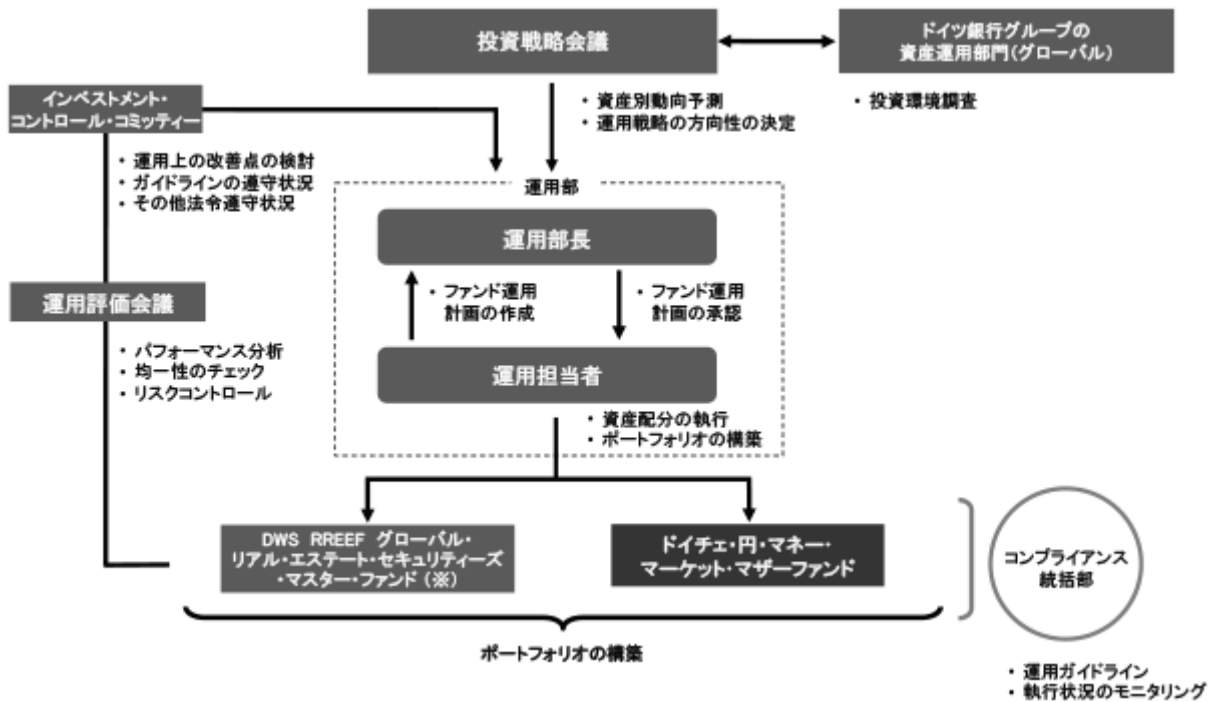 投資戦略会議
ドイツ銀行グループの
資産運用部門(グローバル)
・資産別動向予測
・運用戦略の方向性の決定
・投資環境調査
インベストメント・
コントロール・コミッティー
・運用上の改善点の検討
・ガイドラインの遵守状況
・その他法令遵守状況
運用部
運用部長
・ファンド運用
計画の作成
・ファンド運用
計画の承認
運用評価会議
・パフォーマンス分析
・均一性のチェック
・リスクコントロール
運用担当者
・資産配分の執行
・ポートフォリオの構築
DWS RREEF グローバル・
リアル・エステート・セキュリティーズ
・マスター・ファンド(※)
ドイチェ・円・マネー・
マーケット・マザーファンド
コンプライアンス
統括部
ポートフォリオの構築
・運用ガイドライン
・執行状況のモニタリング